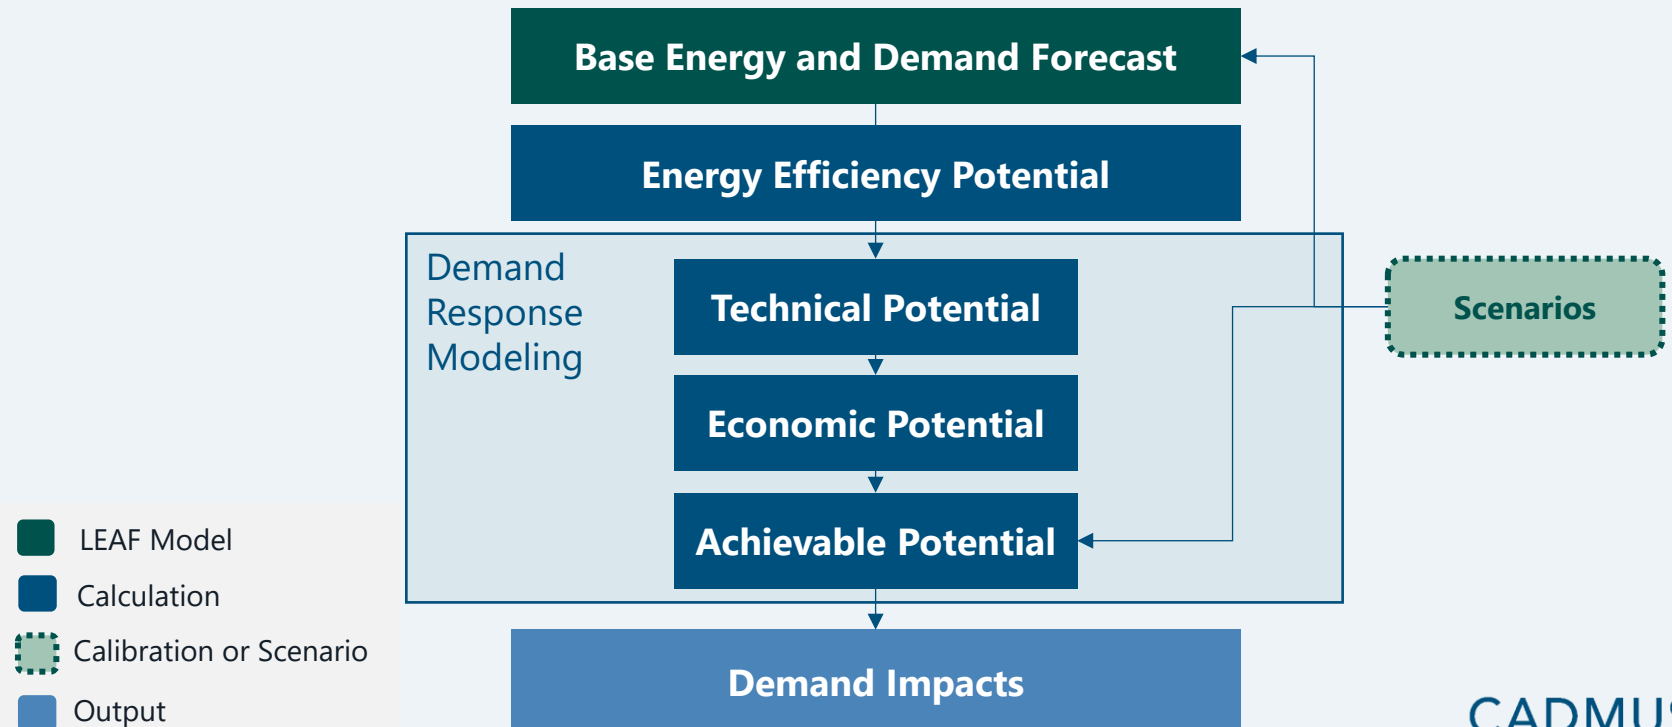 Base Energy and Demand Forecast
Energy Efficiency Potential
Demand
Response
Modeling
Technical Potential
Economic Potential
Achievable Potential
Scenarios
Demand Impacts
LEAF Model
Calculation
Calibration or Scenario
Output
CADMUS